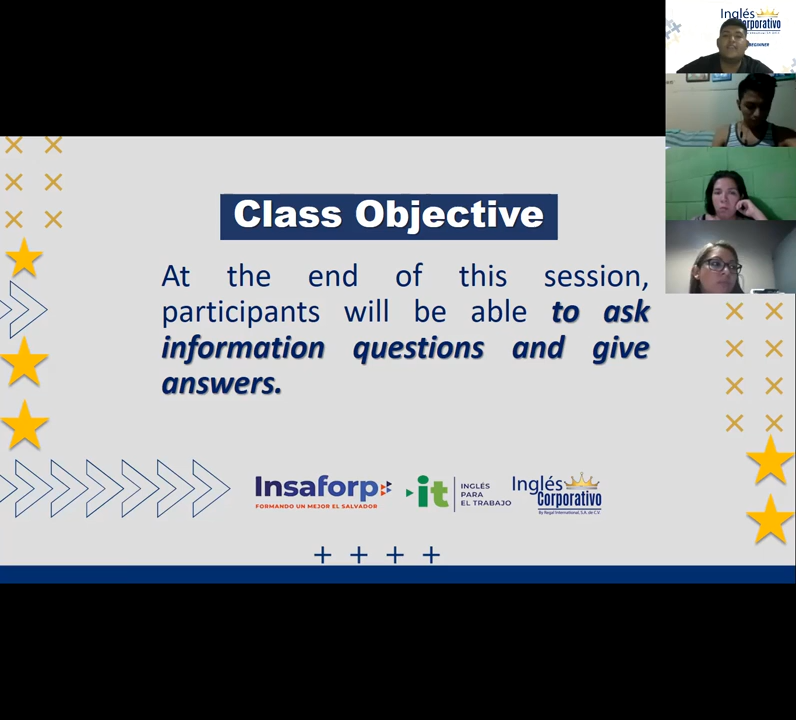 Inglés
Corporativo
BEGINNER
Class Objective
At the end of this session,
participants will be able to ask
information questions and give
answers.
Insaforp
FORMANDO UN MEJOR EL SALVADOR
it
INGLÉS
PARA
EL TRABAJO
Inglés
Corporativo
By Regal International, S.A. de C.V.